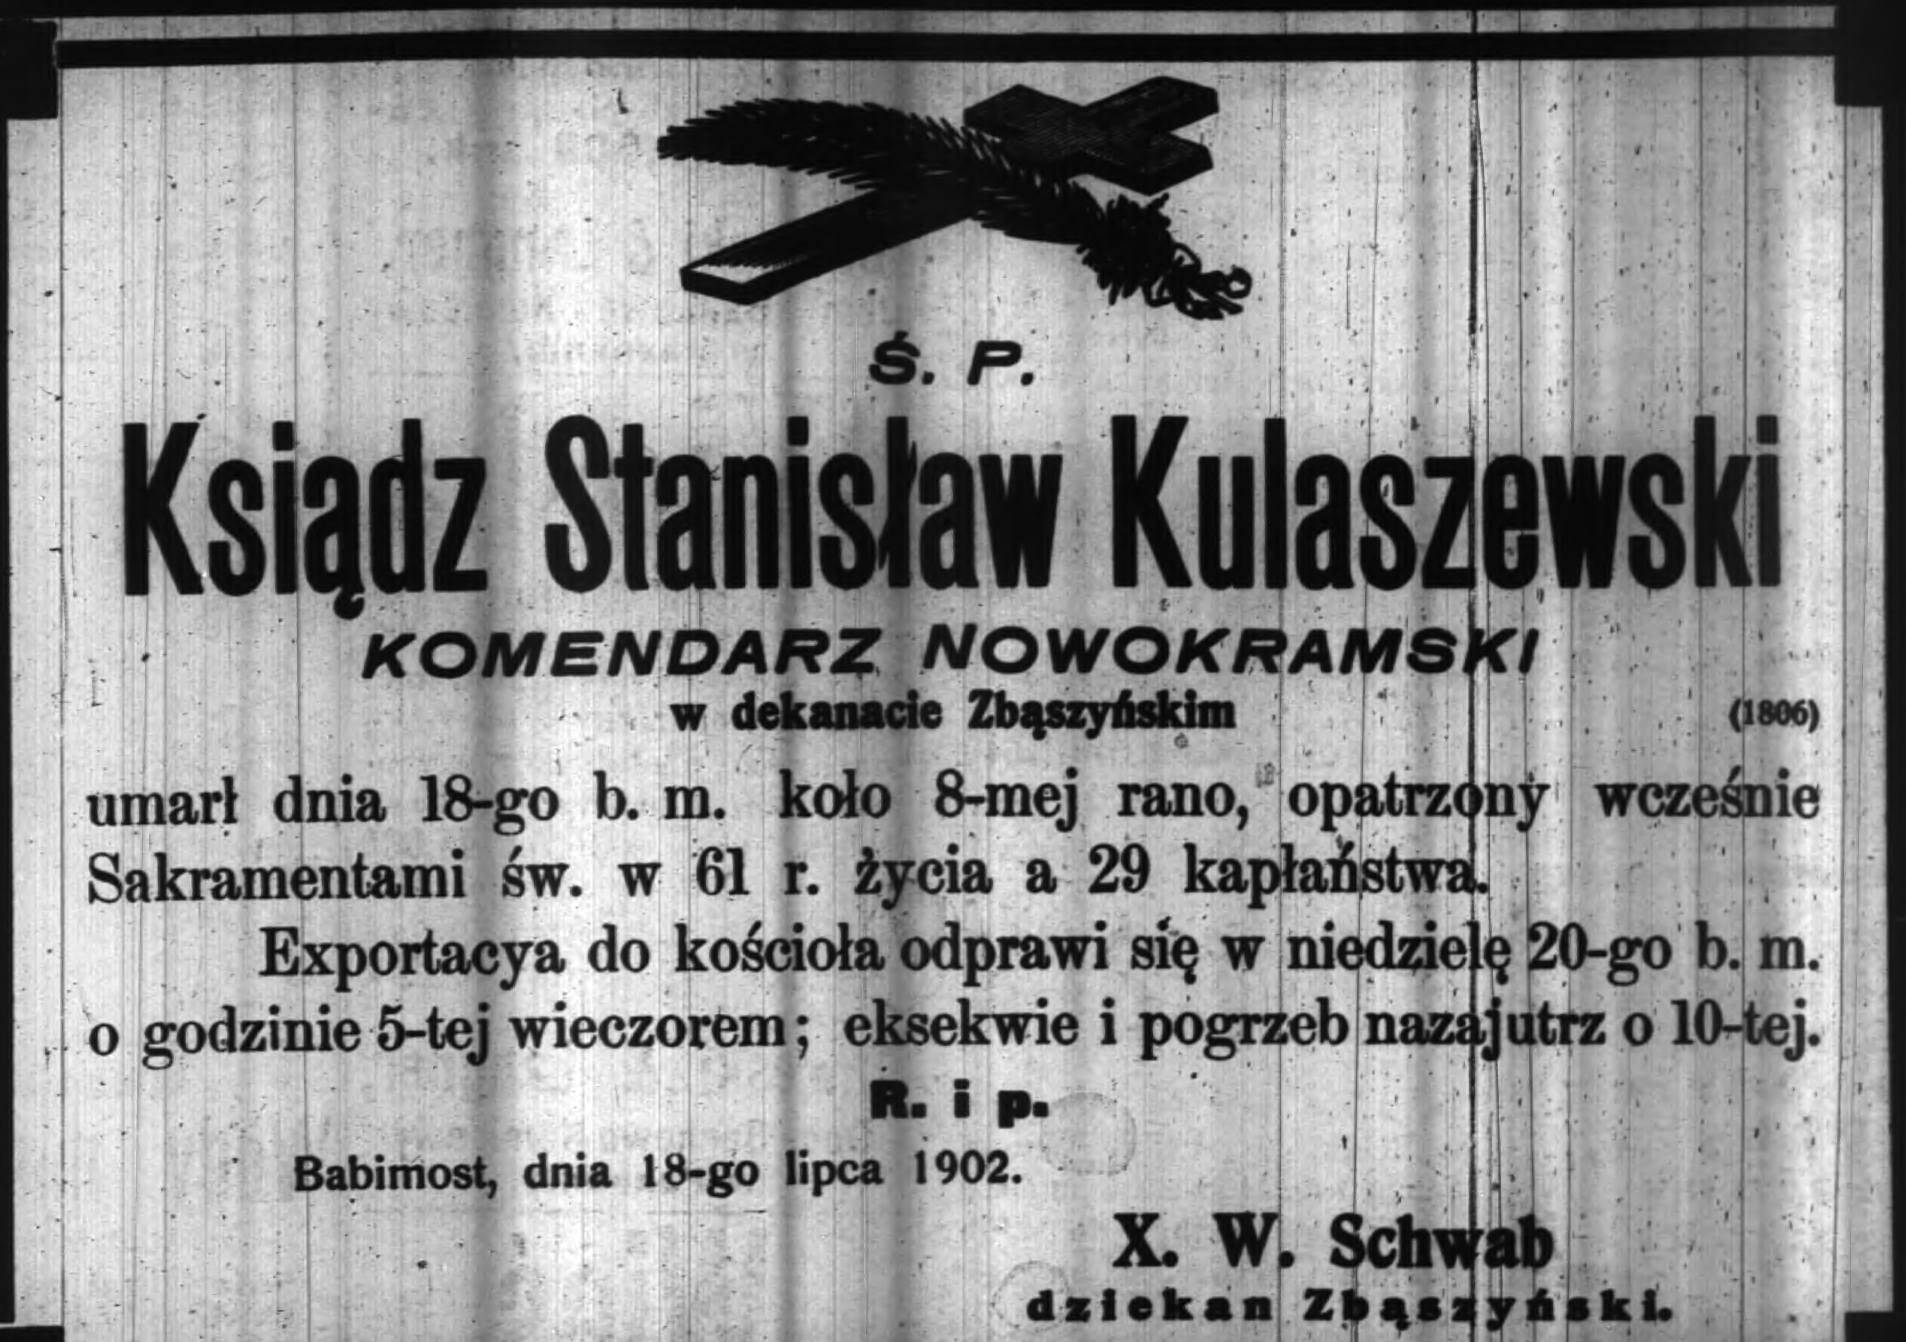 Ś. P.
Ksiądz Stanisław Kulaszewski
KOMENDARZ NOWOKRAMSKI
w dekanacie Zbąszyńskim (1806)
umarł dnia 18-go b. m. koło 8-mej rano, opatrzony wcześnie
Sakramentami św. w 61 r. życia a 29 kapłaństwa.
Exportacya do kościoła odprawi się w niedzielę 20-go b. m.
o godzinie 5-tej wieczorem; eksekwie i pogrzeb nazajutrz o 10-tej.
R. i p.
Babimost, dnia 18-go lipca 1902.
X. W. Schwab
dziekan Zbąszyński.